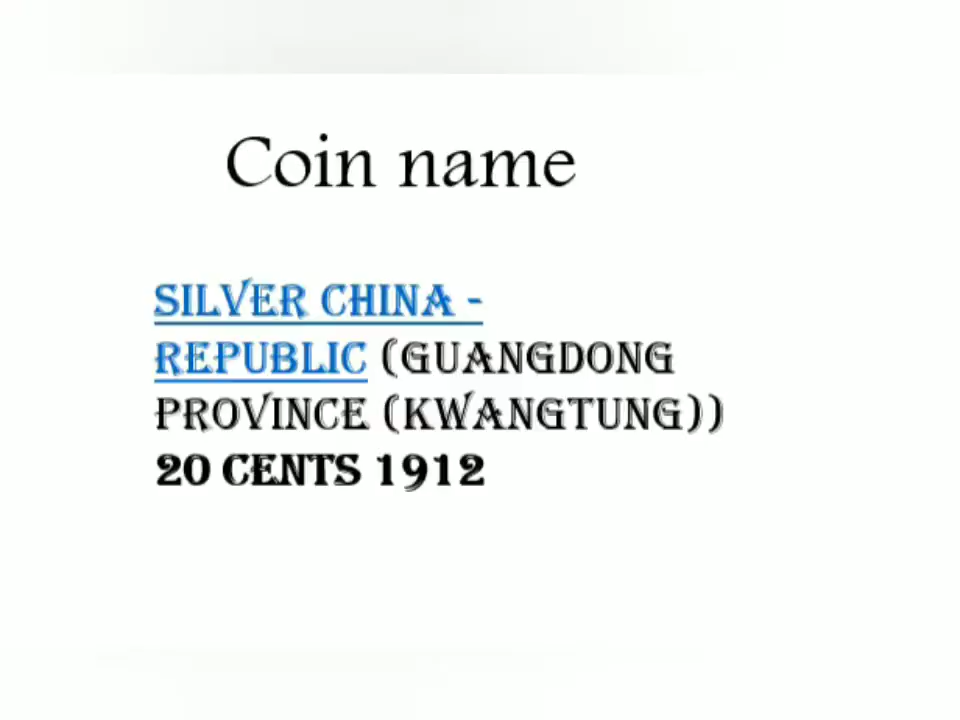 Coin name
SILVER CHINA -
REPUBLIC (GUANGDONG
PROVINCE (KWANGTUNG))
20 CENTS 1912